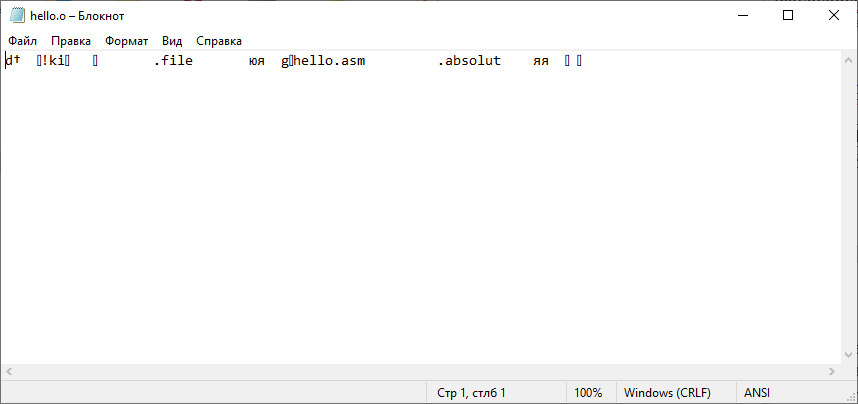 hello.o – Блокнот
Файл Правка Формат Вид Справка
d† !ki .file юя ghello.asm .absolut яя
Стр 1, стлб 1 100% Windows (CRLF) ANSI